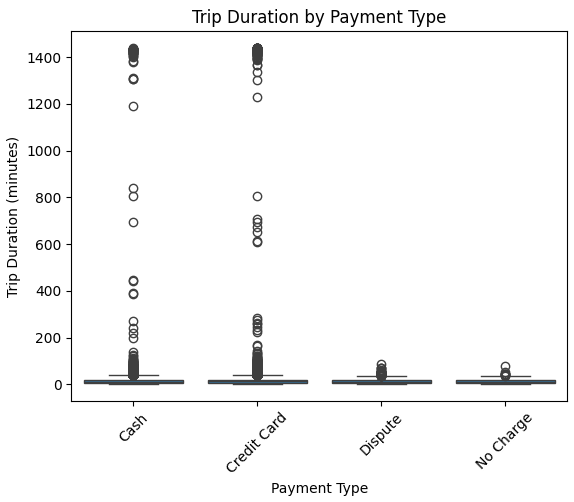 Trip Duration by Payment Type
Trip Duration (minutes)
1400
1200
1000
800
600
400
200
0
Cash
Credit Card
Dispute
No Charge
Payment Type